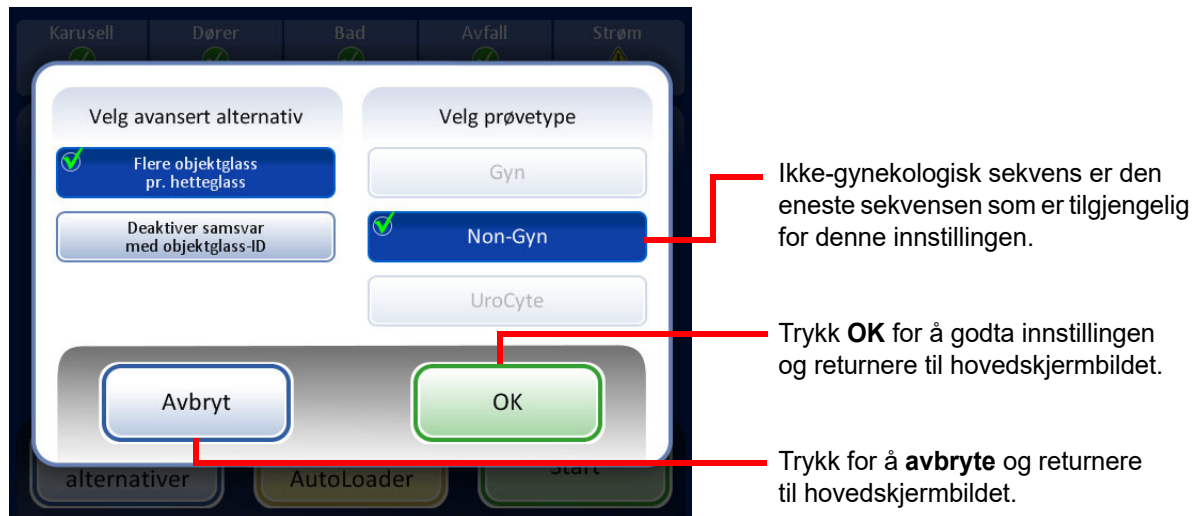 Karusell Dører Bad Avfall Strøm
Velg avansert alternativ
Velg prøvetype
Flere objektglass
pr. hetteglass
Gyn
Deaktiver samsvar
med objektglass-ID
Non-Gyn
UroCyte
Avbryt
OK
alternativer
AutoLoader
Start
Ikke-gynekologisk sekvens er den
eneste sekvensen som er tilgjengelig
for denne innstillingen.
Trykk OK for å godta innstillingen
og returnere til hovedskjermbildet.
Trykk for å avbryte og returnere
til hovedskjermbildet.